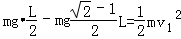 mg•L/2 - mg(√2-1)/2 L=1/2 mv₁²